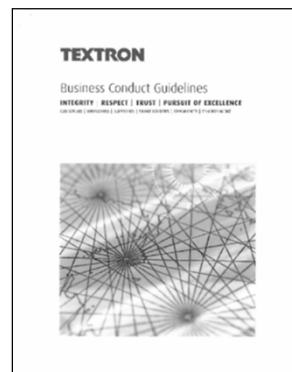 TEXTRON
Business Conduct Guidelines
INTEGRITY | RESPECT | TRUST | PURSUIT OF EXCELLENCE